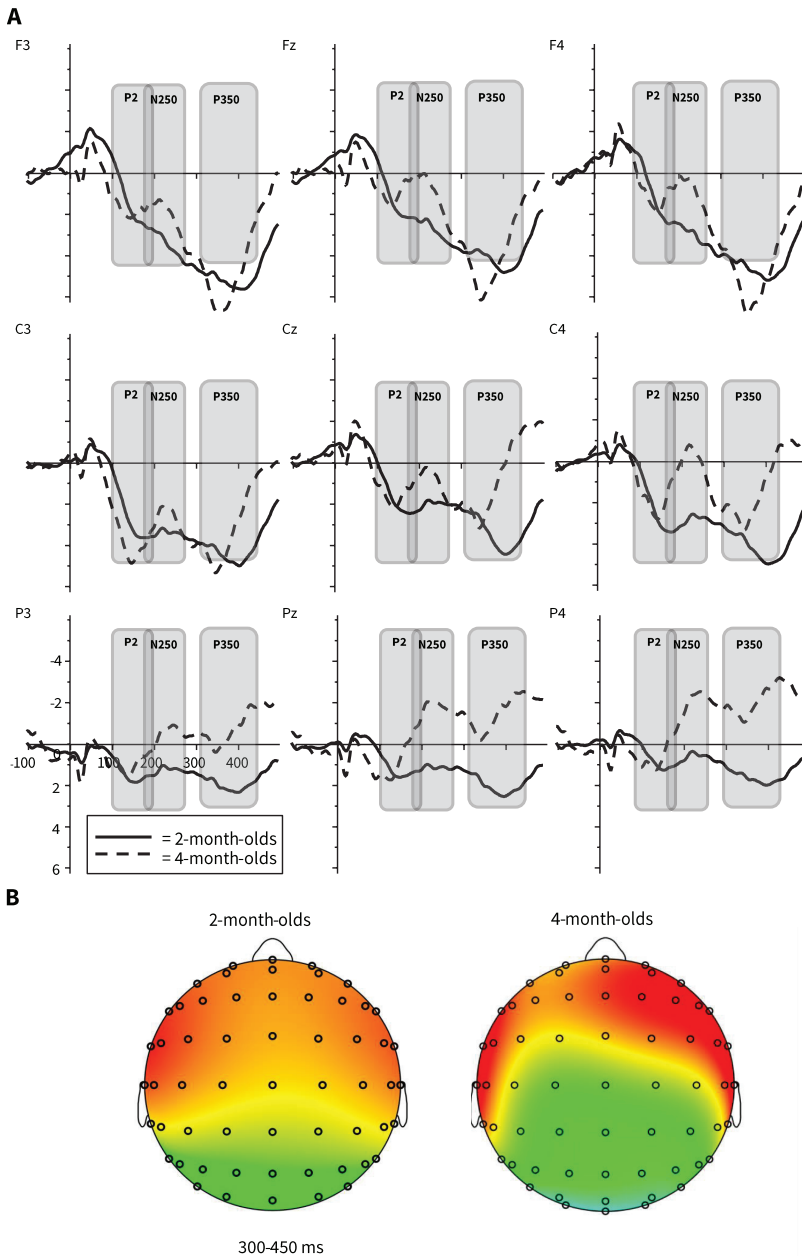 A
F3 Fz F4
P2 N250 P350 P2 N250 P350 P2 N250 P350
C3 Cz C4
P2 N250 P350 P2 N250 P350 P2 N250 P350
P3 Pz P4
P2 N250 P350 P2 N250 P350 P2 N250 P350
-4
-2
-100 0 100 200 300 400
2
4
6
= 2-month-olds
= 4-month-olds
B
2-month-olds 4-month-olds
300-450 ms